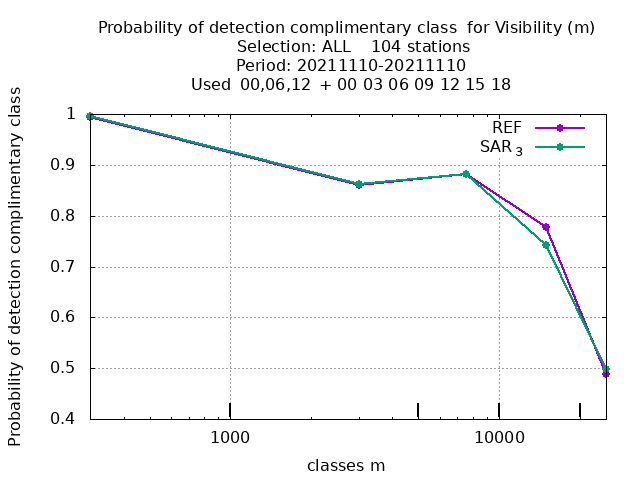 Probability of detection complimentary class  for Visibility (m)
Selection: ALL    104 stations
Period: 20211110-20211110
Used  00,06,12  + 00 03 06 09 12 15 18
Probability of detection complimentary class
1
0.9
0.8
0.7
0.6
0.5
0.4
REF
SAR 3
1000
10000
classes m